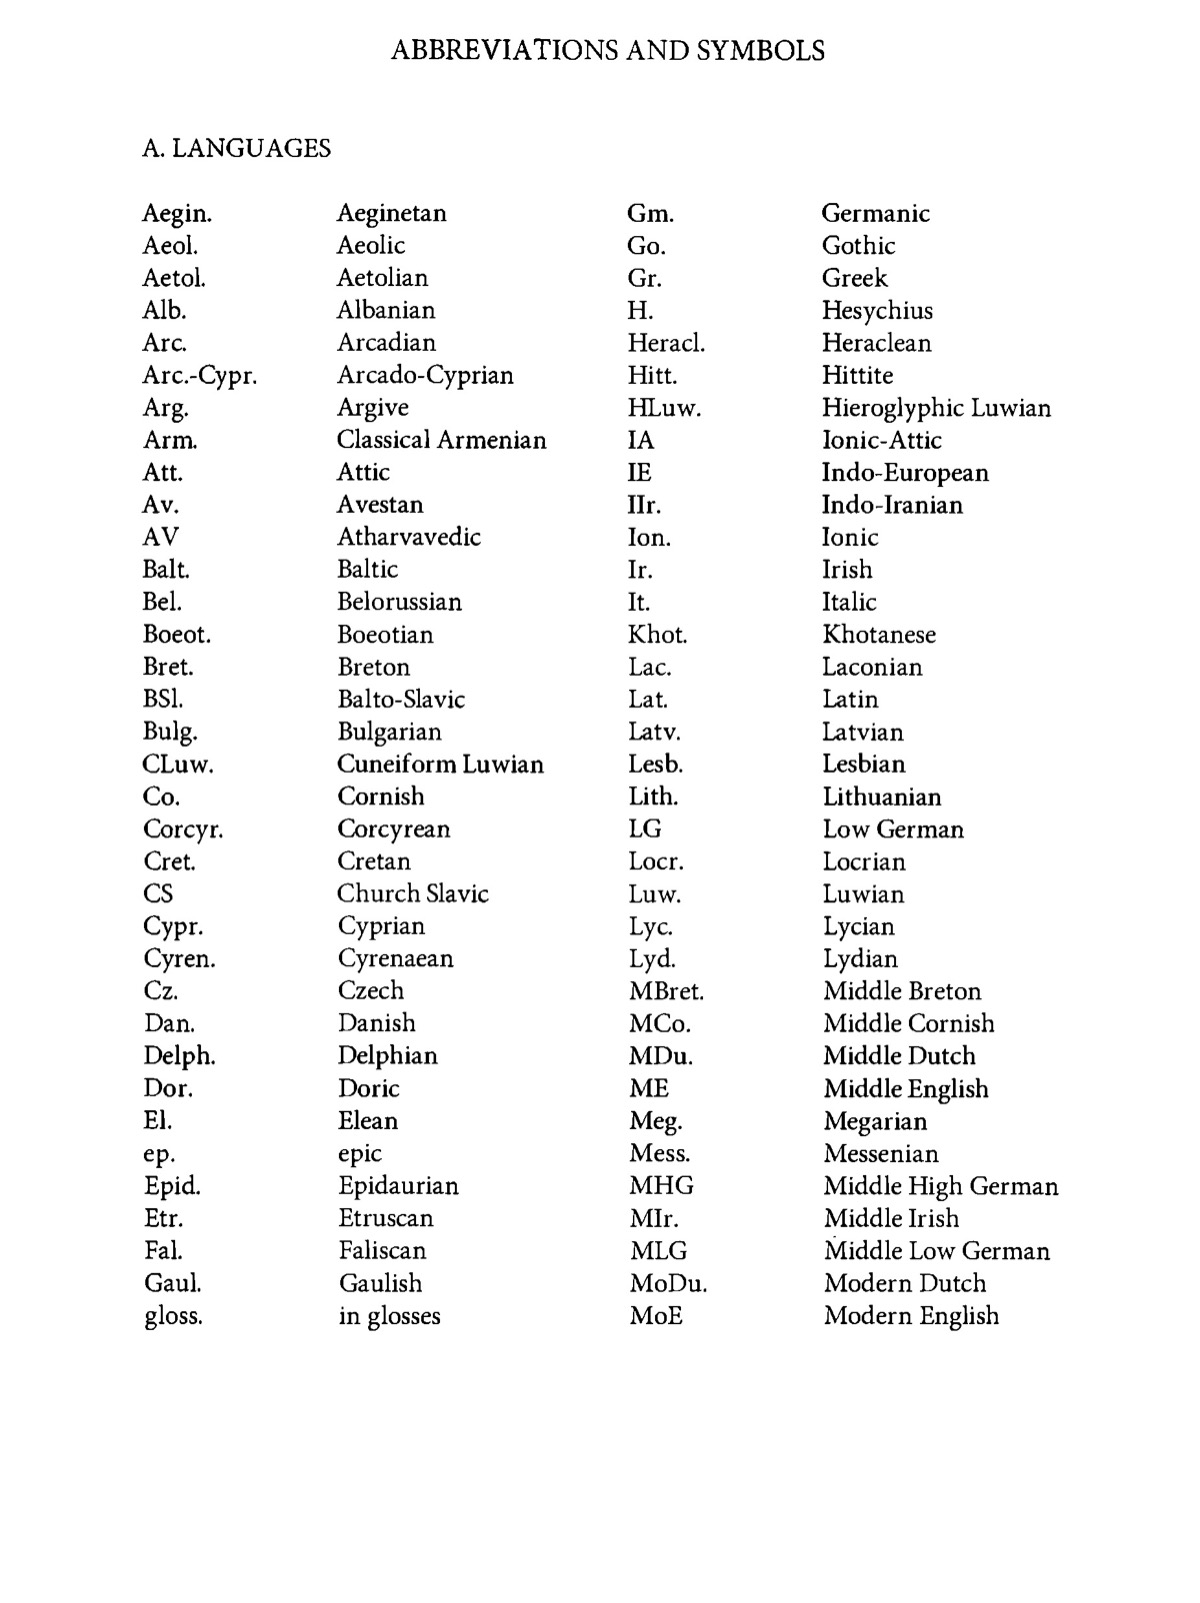 ABBREVIATIONS AND SYMBOLS
A. LANGUAGES
Aegin. Aeginetan
Aeol. Aeolic
Aetol. Aetolian
Alb. Albanian
Arc. Arcadian
Arc.-Cypr. Arcado-Cyprian
Arg. Argive
Arm. Classical Armenian
Att. Attic
Av. Avestan
AV Atharvavedic
Balt. Baltic
Bel. Belorussian
Boeot. Boeotian
Bret. Breton
BSl. Balto-Slavic
Bulg. Bulgarian
CLuw. Cuneiform Luwian
Co. Cornish
Corcyr. Corcyrean
Cret. Cretan
CS Church Slavic
Cypr. Cyprian
Cyren. Cyrenaean
Cz. Czech
Dan. Danish
Delph. Delphian
Dor. Doric
El. Elean
ep. epic
Epid. Epidaurian
Etr. Etruscan
Fal. Faliscan
Gaul. Gaulish
gloss. in glosses
Gm. Germanic
Go. Gothic
Gr. Greek
H. Hesychius
Heracl. Heraclean
Hitt. Hittite
HLuw. Hieroglyphic Luwian
IA Ionic-Attic
IE Indo-European
IIr. Indo-Iranian
Ion. Ionic
Ir. Irish
It. Italic
Khot. Khotanese
Lac. Laconian
Lat. Latin
Latv. Latvian
Lesb. Lesbian
Lith. Lithuanian
LG Low German
Locr. Locrian
Luw. Luwian
Lyc. Lycian
Lyd. Lydian
MBret. Middle Breton
MCo. Middle Cornish
MDu. Middle Dutch
ME Middle English
Meg. Megarian
Mess. Messenian
MHG Middle High German
MIr. Middle Irish
MLG Middle Low German
MoDu. Modern Dutch
MoE Modern English